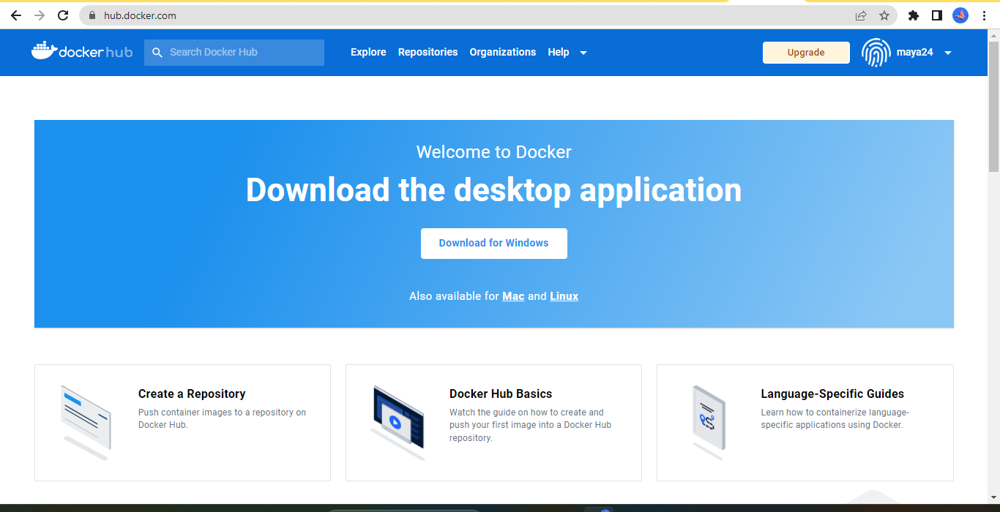 hub.docker.com
docker hub
Search Docker Hub
Explore
Repositories
Organizations
Help
Upgrade
maya24
Welcome to Docker
Download the desktop application
Download for Windows
Also available for Mac and Linux
Create a Repository
Push container images to a repository on
Docker Hub.
Docker Hub Basics
Watch the guide on how to create and
push your first image into a Docker Hub
repository.
Language-Specific Guides
Learn how to containerize language-
specific applications using Docker.